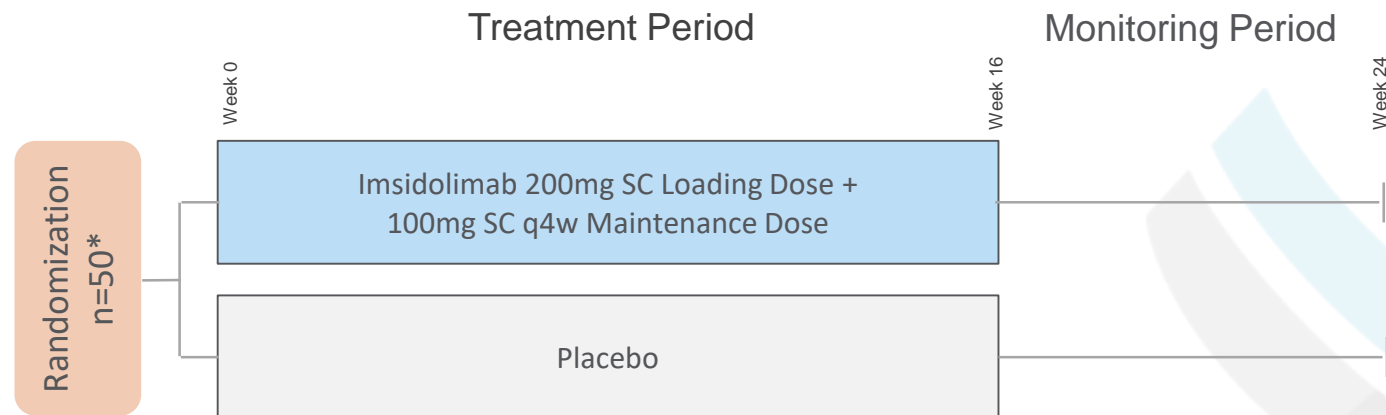 Treatment Period
Monitoring Period
Week 0
Week 16
Week 24
Randomization
n=50*
Imsidolimab 200mg SC Loading Dose +
100mg SC q4w Maintenance Dose
Placebo